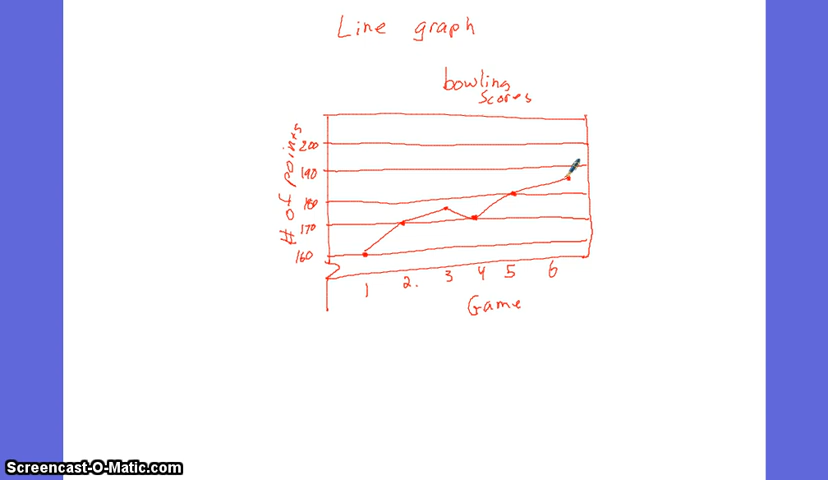 Line graph
bowling
Scores
# of points
200
190
180
170
160
1 2. 3 4 5 6
Game
Screencast-O-Matic.com